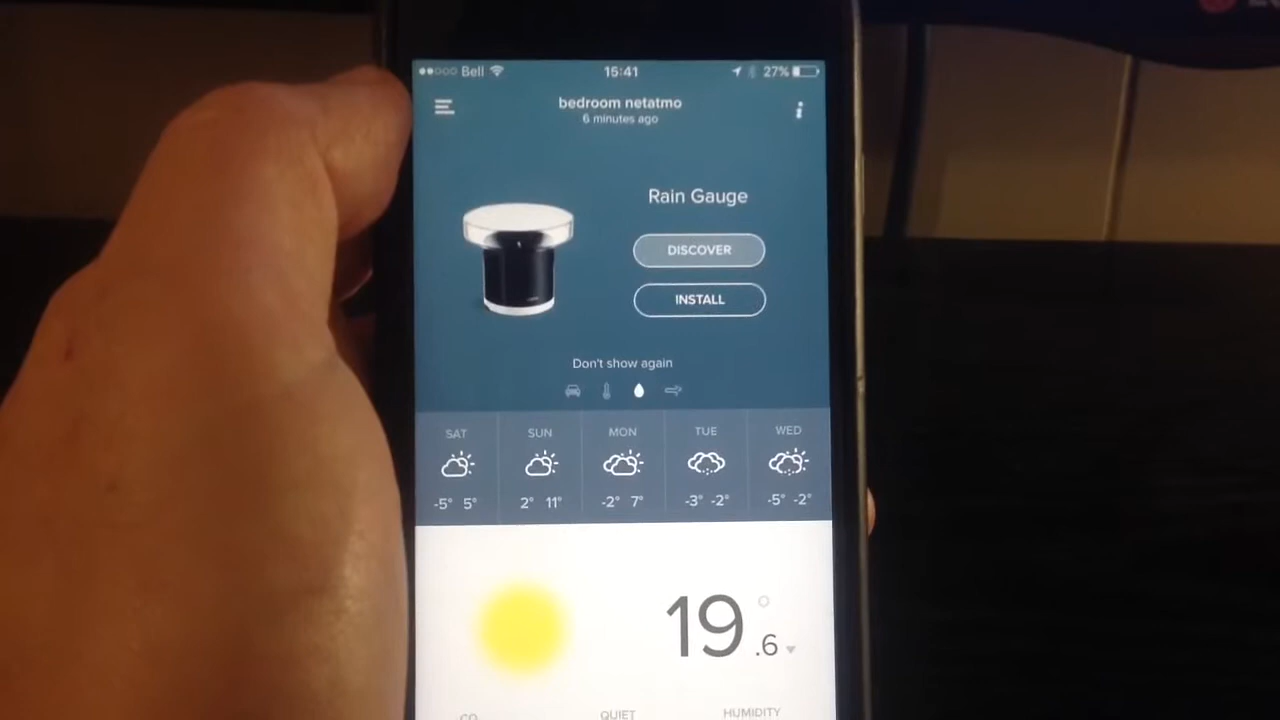 Bell 15:41 27%
bedroom netatmo
6 minutes ago
Rain Gauge
DISCOVER
INSTALL
Don't show again
SAT SUN MON TUE WED
-5° 5° 2° 11° -2° 7° -3° -2° -5° -2°
19.6°
QUIET HUMIDITY